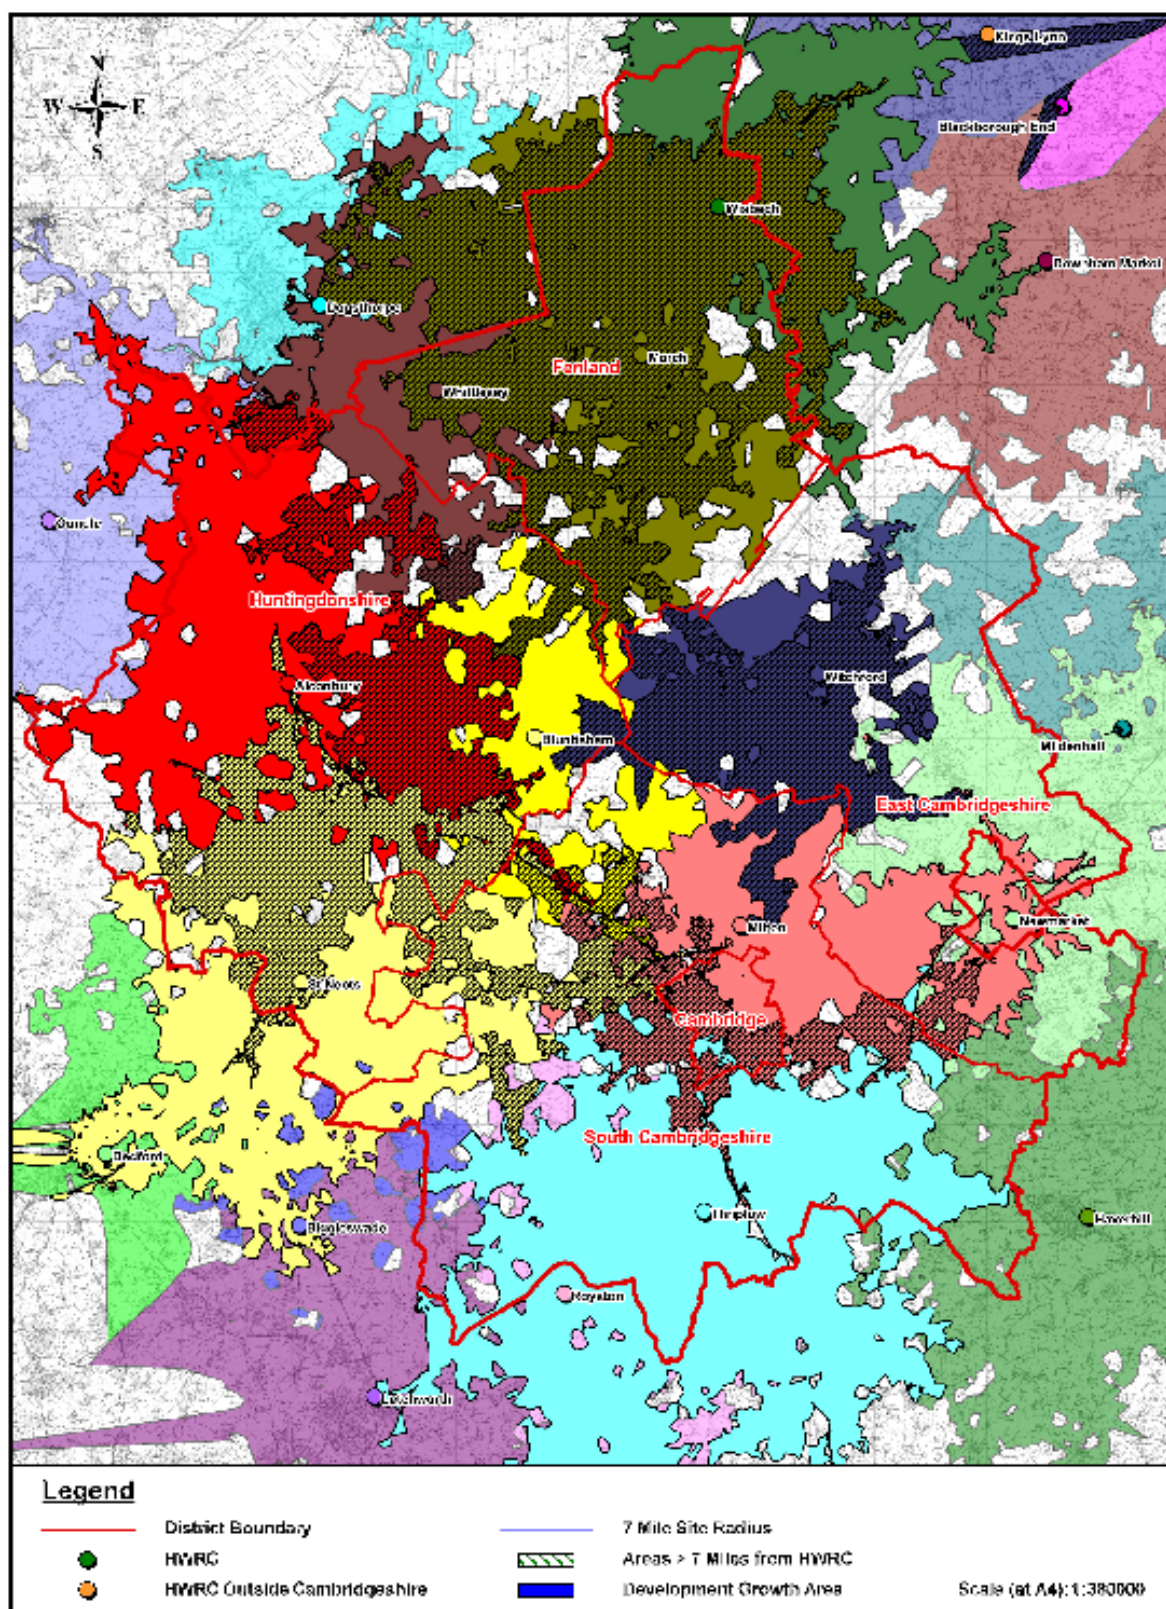 N
W E
S
Kings Lynn
Blackborough End
Wisbech
Downham Market
Dogsthorpe
March
Fenland
Whittlesey
Oundle
Huntingdonshire
Alconbury
Witchford
Bluntisham
Mildenhall
East Cambridgeshire
Milton
Newmarket
St Neots
Cambridge
South Cambridgeshire
Bedford
Thriplow
Haverhill
Biggleswade
Royston
Letchworth
Legend
District Boundary
7 Mile Site Radius
HWRC
Areas > 7 Miles from HWRC
HWRC Outside Cambridgeshire
Development Growth Area
Scale (at A4): 1:380000